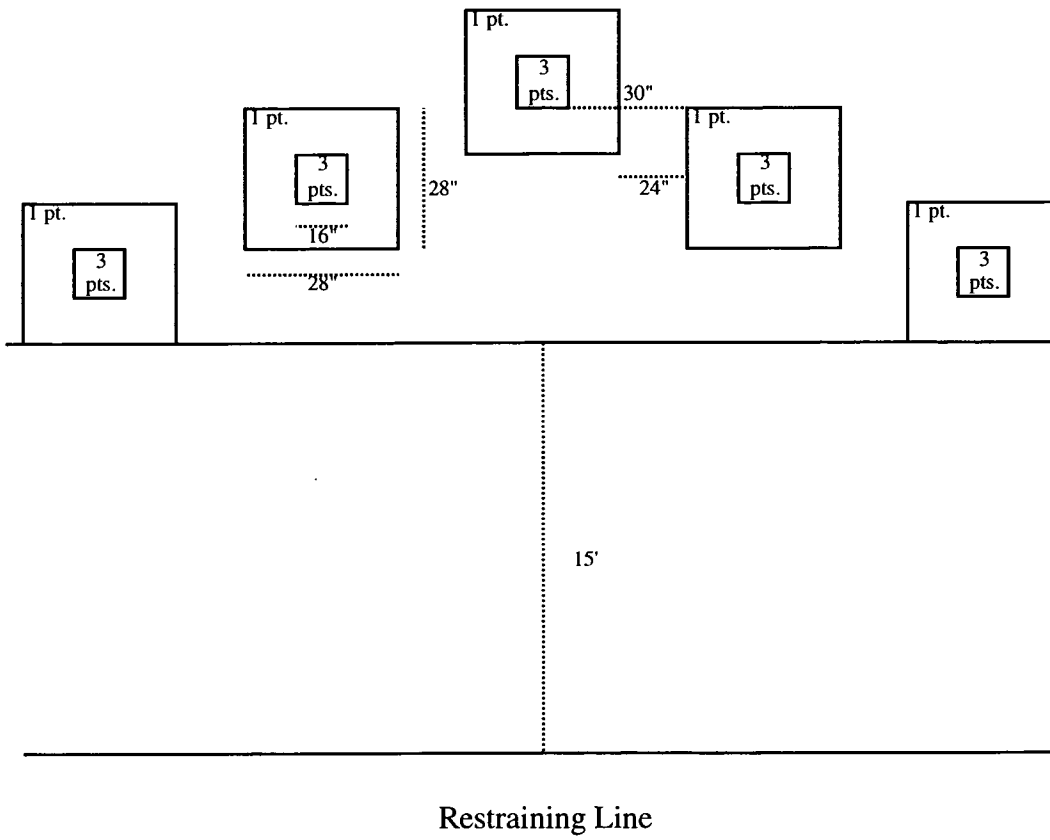 1 pt.
3
pts.
30"
1 pt.
3
pts.
28"
16"
28"
1 pt.
3
pts.
24"
1 pt.
3
pts.
1 pt.
3
pts.
15'
Restraining Line